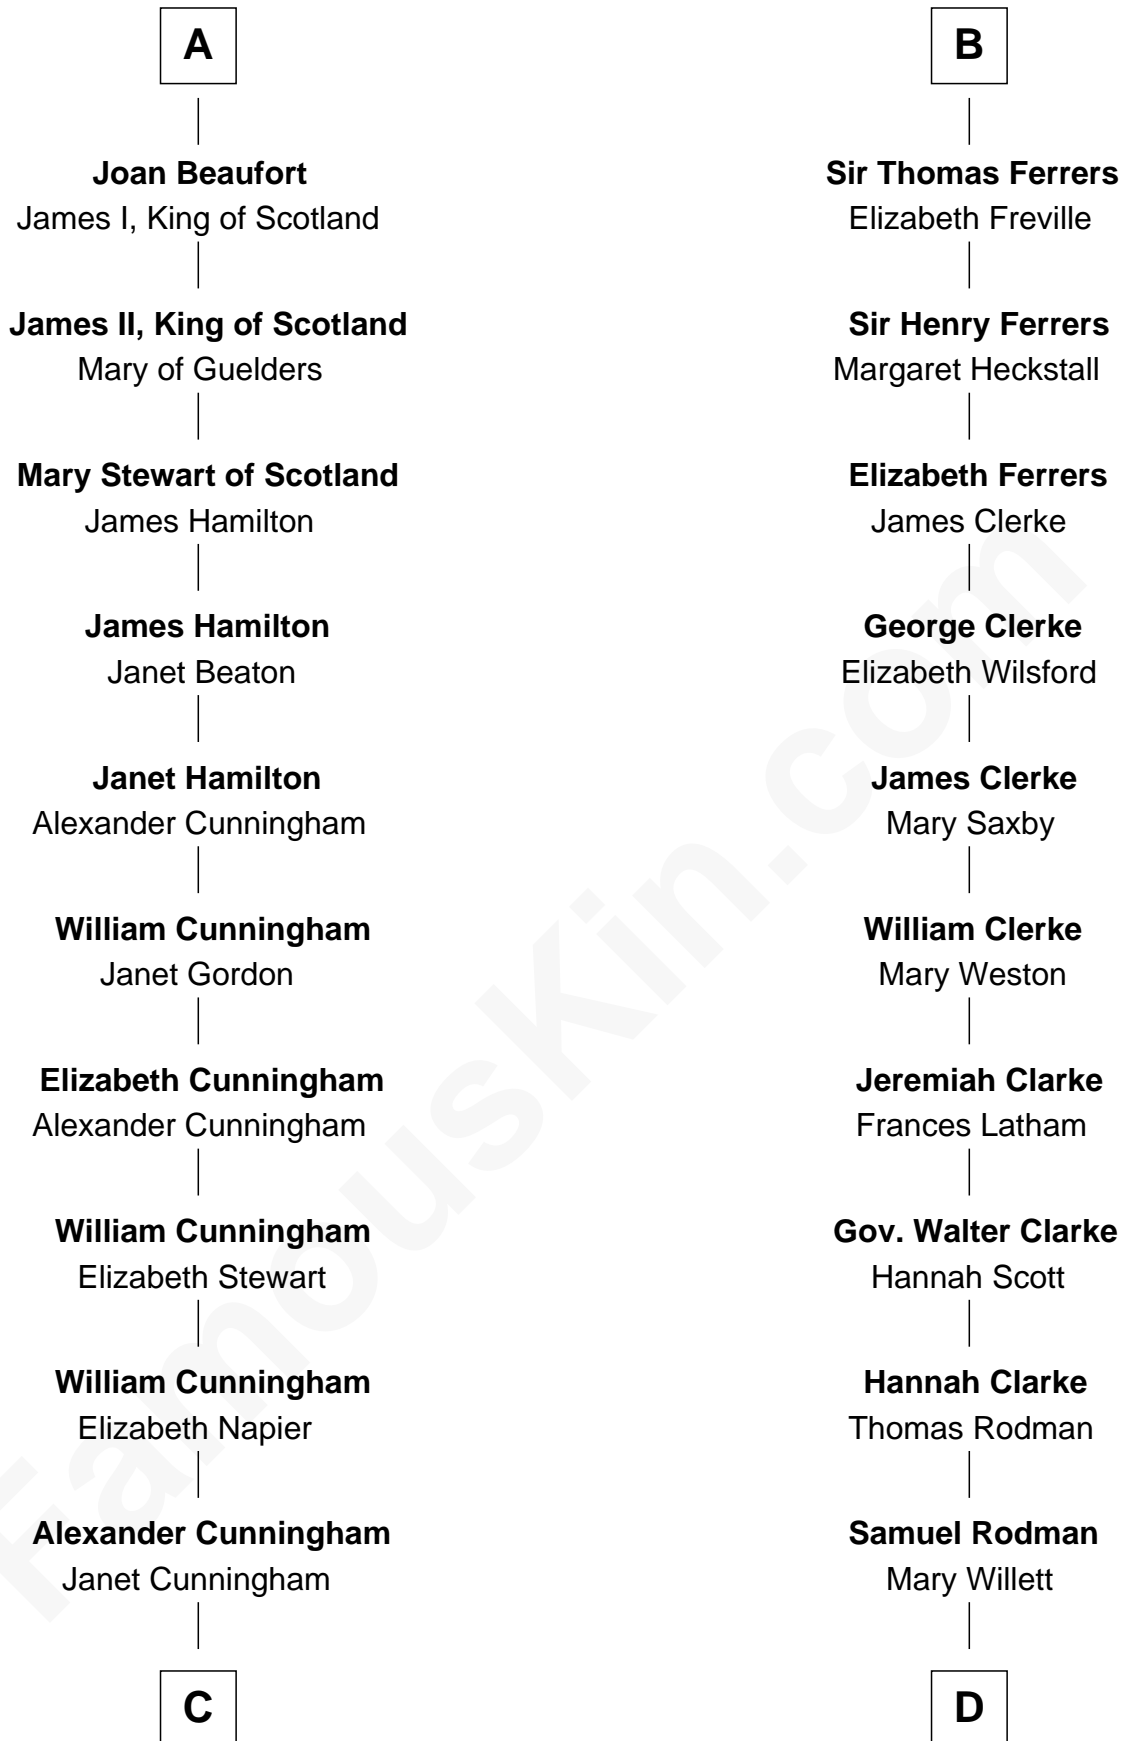 A
Joan Beaufort
James I, King of Scotland
James II, King of Scotland
Mary of Guelders
Mary Stewart of Scotland
James Hamilton
James Hamilton
Janet Beaton
Janet Hamilton
Alexander Cunningham
William Cunningham
Janet Gordon
Elizabeth Cunningham
Alexander Cunningham
William Cunningham
Elizabeth Stewart
William Cunningham
Elizabeth Napier
Alexander Cunningham
Janet Cunningham
C
B
Sir Thomas Ferrers
Elizabeth Freville
Sir Henry Ferrers
Margaret Heckstall
Elizabeth Ferrers
James Clerke
George Clerke
Elizabeth Wilsford
James Clerke
Mary Saxby
William Clerke
Mary Weston
Jeremiah Clarke
Frances Latham
Gov. Walter Clarke
Hannah Scott
Hannah Clarke
Thomas Rodman
Samuel Rodman
Mary Willett
D
FamousKin.com